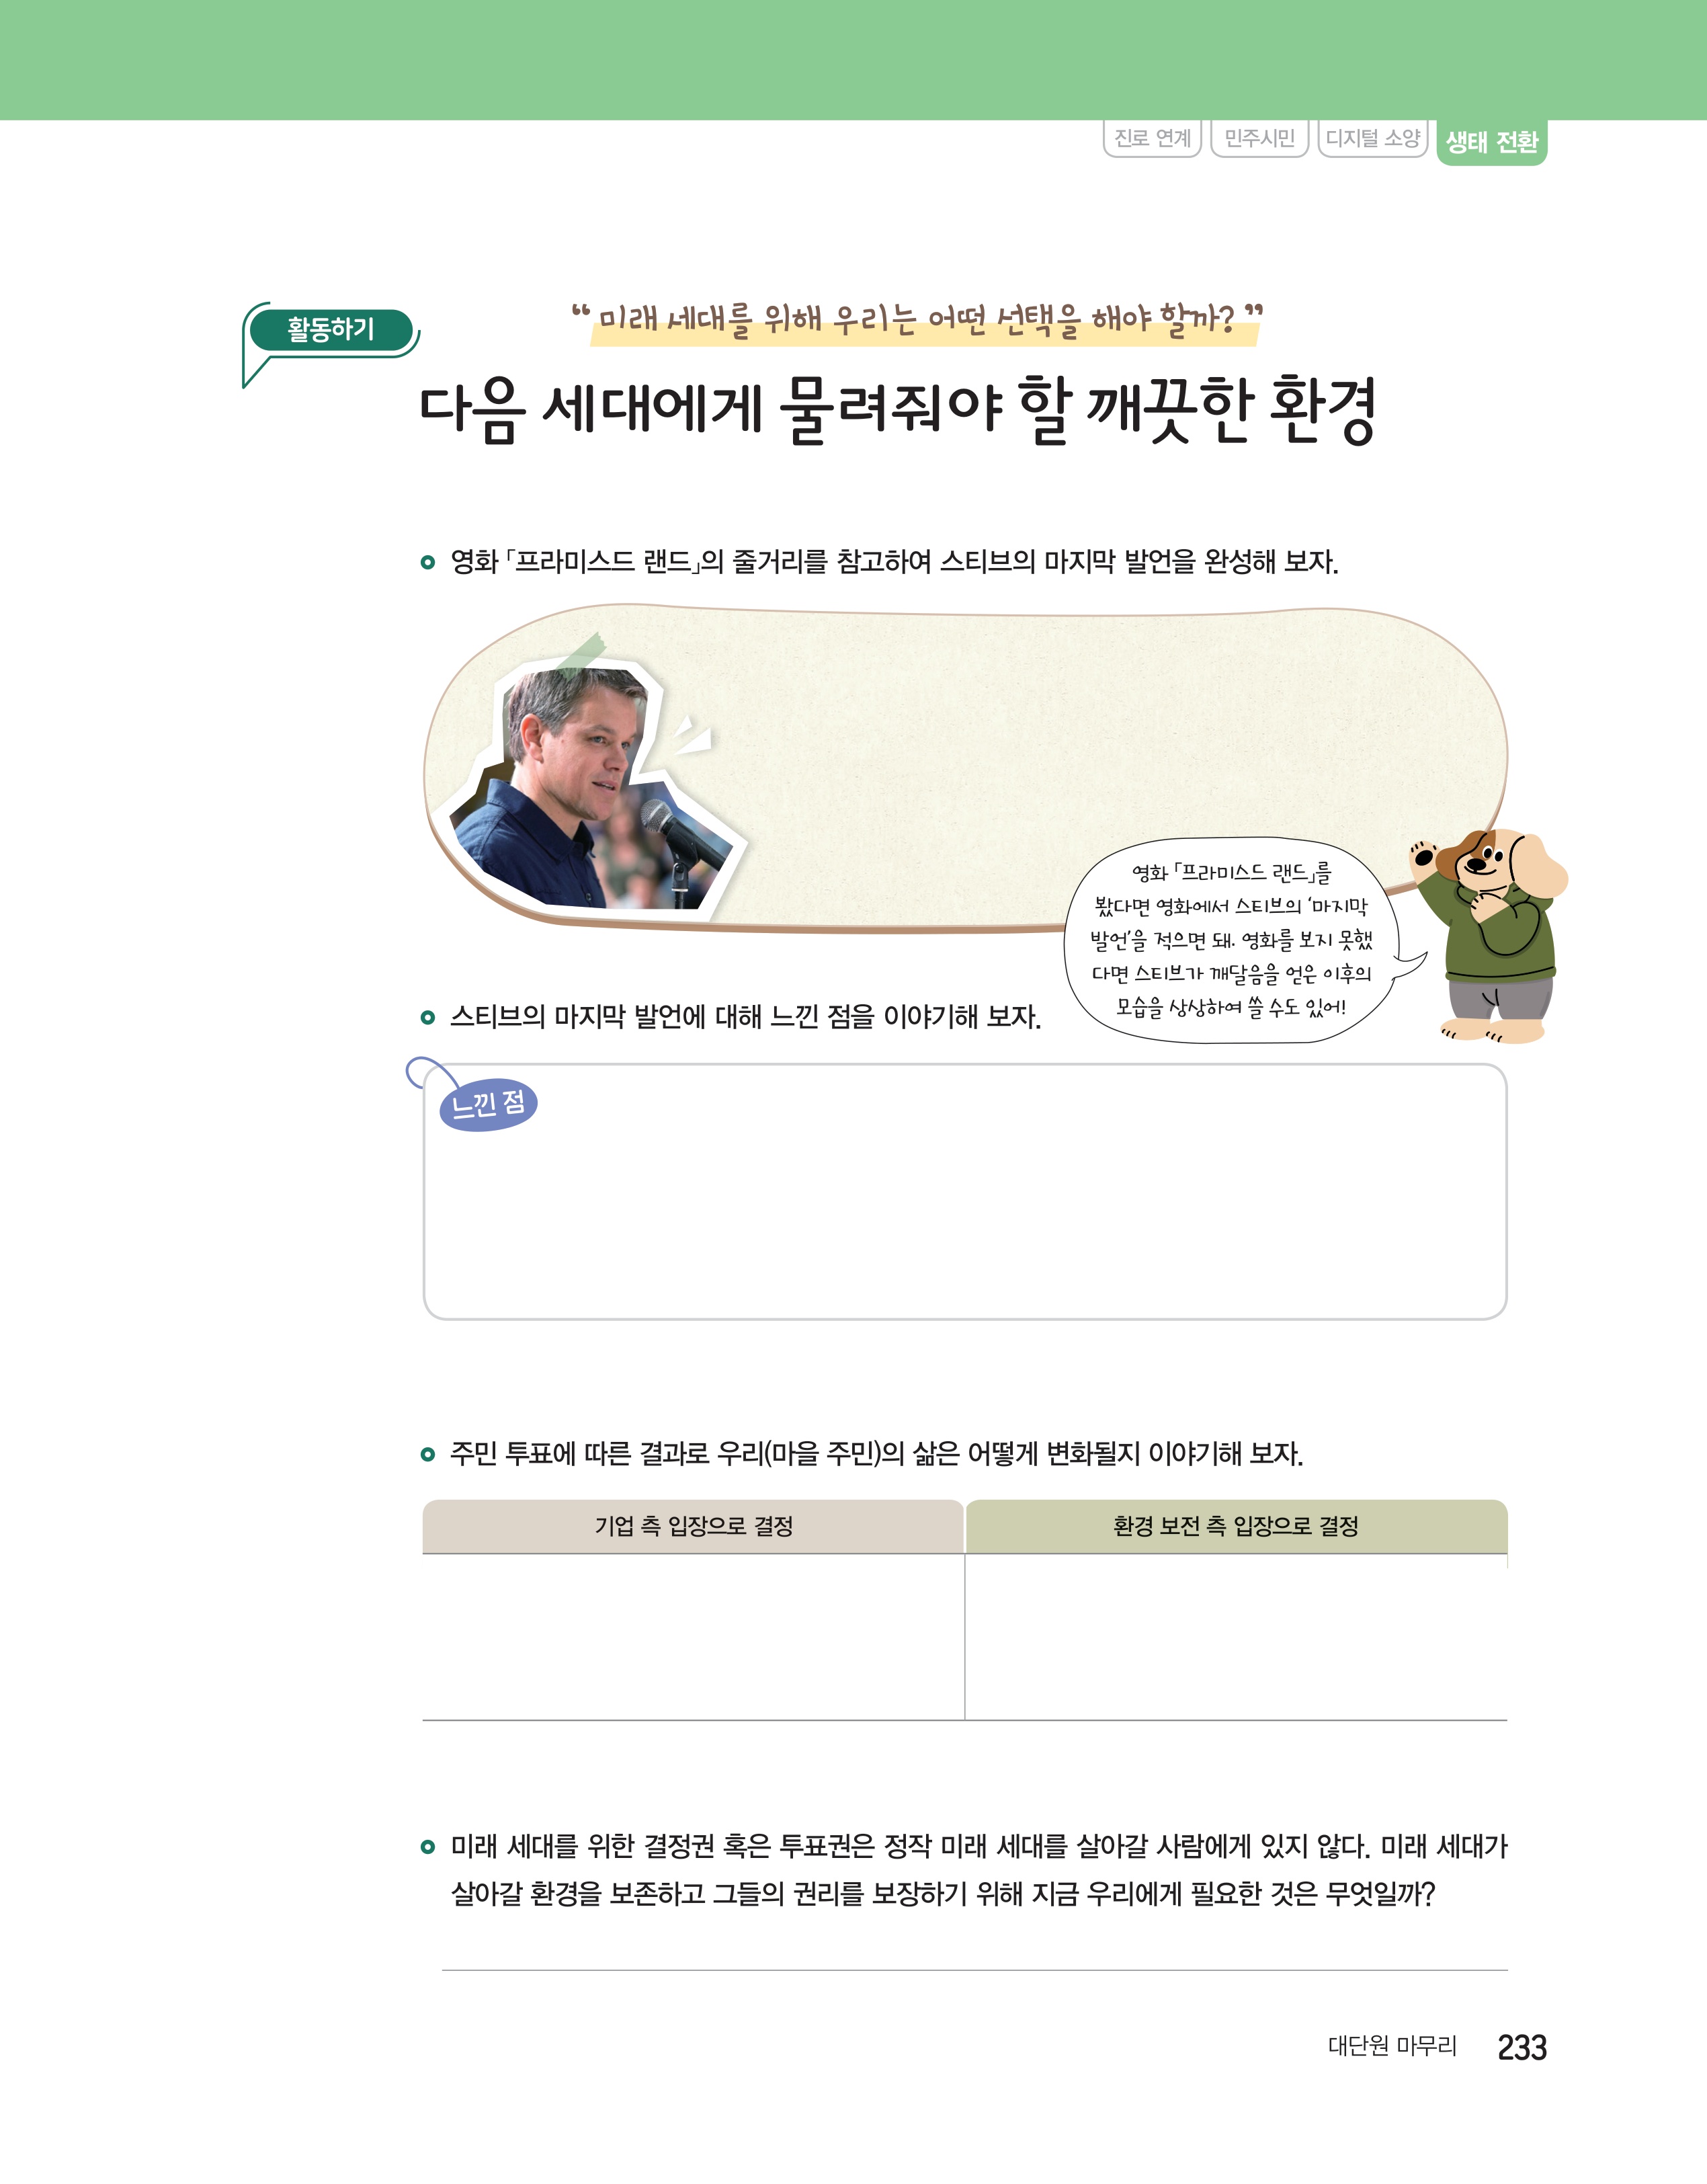 진로 연계 민주시민 디지털 소양 생태 전환
활동하기
“ 미래 세대를 위해 우리는 어떤 선택을 해야 할까? ”
다음 세대에게 물려줘야 할 깨끗한 환경
영화 「프라미스드 랜드」의 줄거리를 참고하여 스티브의 마지막 발언을 완성해 보자.
영화 「프라미스드 랜드」를
봤다면 영화에서 스티브의 ‘마지막
발언’을 적으면 돼. 영화를 보지 못했
다면 스티브가 깨달음을 얻은 이후의
모습을 상상하여 쓸 수도 있어!
스티브의 마지막 발언에 대해 느낀 점을 이야기해 보자.
느낀 점
주민 투표에 따른 결과로 우리(마을 주민)의 삶은 어떻게 변화될지 이야기해 보자.
기업 측 입장으로 결정 환경 보전 측 입장으로 결정
미래 세대를 위한 결정권 혹은 투표권은 정작 미래 세대를 살아갈 사람에게 있지 않다. 미래 세대가
살아갈 환경을 보존하고 그들의 권리를 보장하기 위해 지금 우리에게 필요한 것은 무엇일까?
대단원 마무리 233